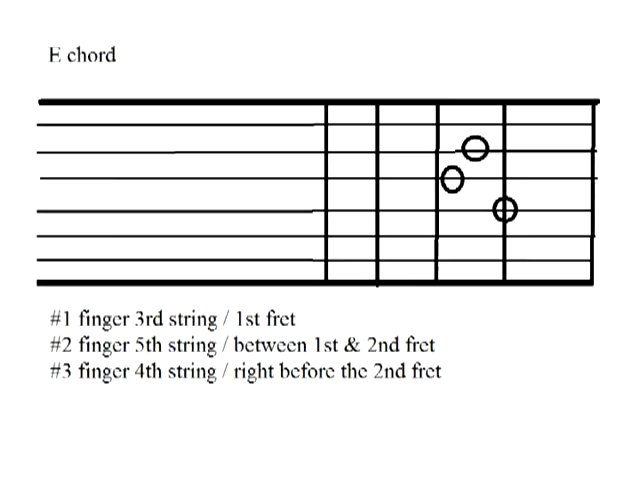 E chord
#1 finger 3rd string / 1st fret
#2 finger 5th string / between 1st & 2nd fret
#3 finger 4th string / right before the 2nd fret